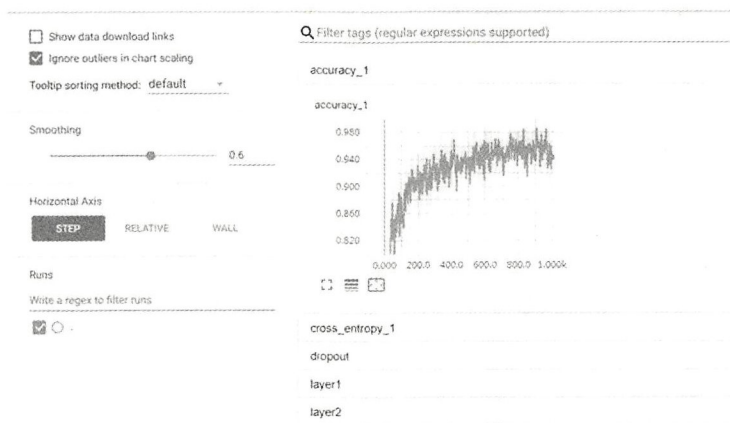 Show data download links
Ignore outliers in chart scaling
Tooltip sorting method: default
Smoothing
0.6
Horizontal Axis
STEP
RELATIVE
WALL
Runs
Write a regex to filter runs
.
Filter tags (regular expressions supported)
accuracy_1
accuracy_1
0.980
0.940
0.900
0.860
0.820
0.000 200.0 400.0 600.0 800.0 1.000k
cross_entropy_1
dropout
layer1
layer2